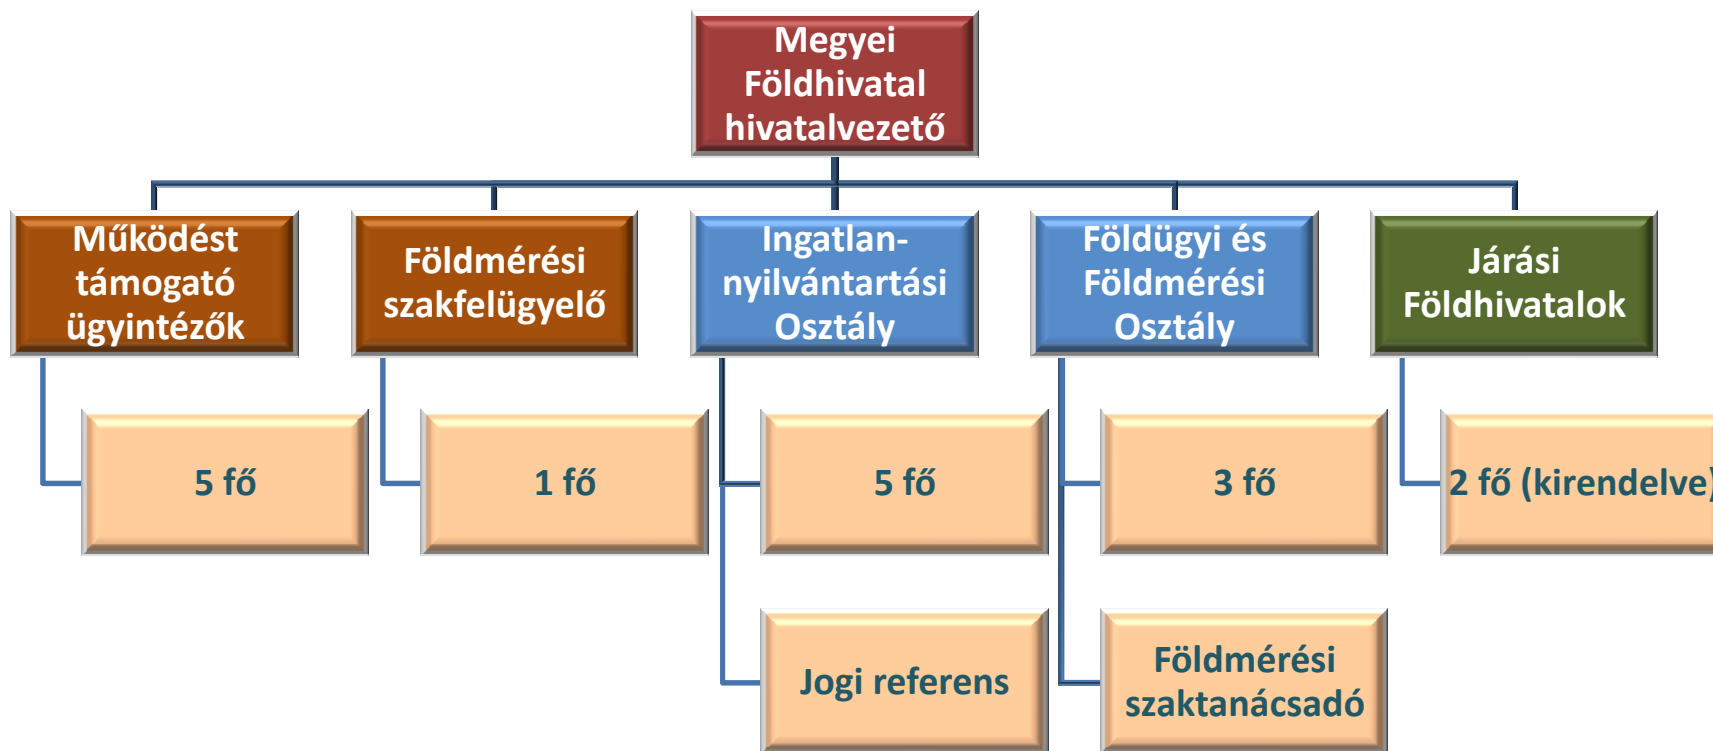 Megyei
Földhivatal
hivatalvezető
Működést
támogató
ügyintézők
Földmérési
szakfelügyelő
Ingatlan-
nyilvántartási
Osztály
Földügyi és
Földmérési
Osztály
Járási
Földhivatalok
5 fő
1 fő
5 fő
3 fő
2 fő (kirendelve)
Jogi referens
Földmérési
szaktanácsadó